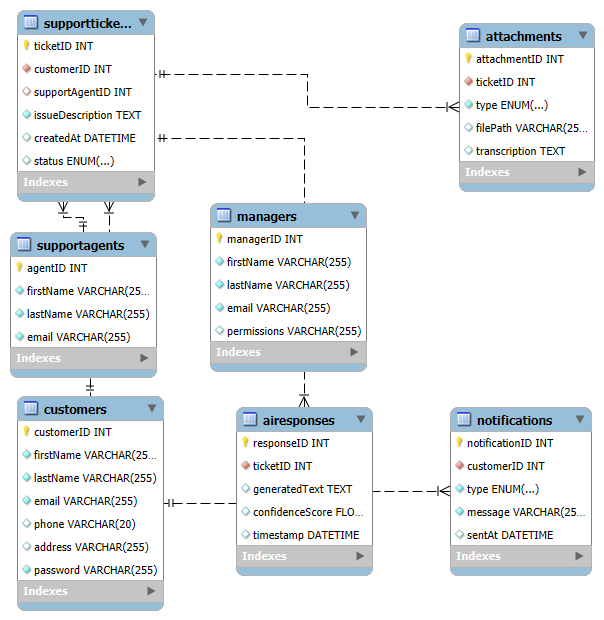 supportticke...
ticketID INT
customerID INT
supportAgentID INT
issueDescription TEXT
createdAt DATETIME
status ENUM(...)
Indexes
attachments
attachmentID INT
ticketID INT
type ENUM(...)
filePath VARCHAR(25...
transcription TEXT
Indexes
supportagents
agentID INT
firstName VARCHAR(25...
lastName VARCHAR(255)
email VARCHAR(255)
Indexes
managers
managerID INT
firstName VARCHAR(255)
lastName VARCHAR(255)
email VARCHAR(255)
permissions VARCHAR(255)
Indexes
customers
customerID INT
firstName VARCHAR(25...
lastName VARCHAR(255)
email VARCHAR(255)
phone VARCHAR(20)
address VARCHAR(255)
password VARCHAR(255)
Indexes
airesponses
responseID INT
ticketID INT
generatedText TEXT
confidenceScore FLO...
timestamp DATETIME
Indexes
notifications
notificationID INT
customerID INT
type ENUM(...)
message VARCHAR(25...
sentAt DATETIME
Indexes